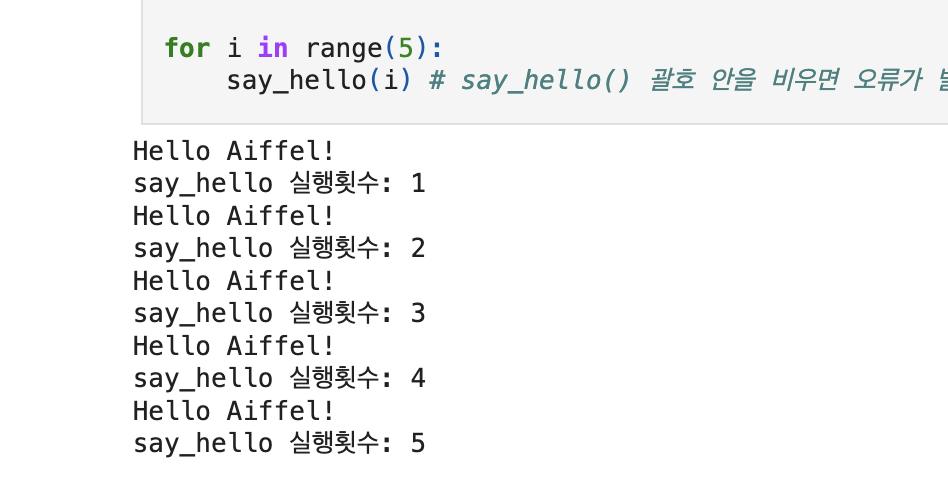 for i in range(5):
    say_hello(i) # say_hello() 괄호 안을 비우면 오류가
Hello Aiffel!
say_hello 실행횟수: 1
Hello Aiffel!
say_hello 실행횟수: 2
Hello Aiffel!
say_hello 실행횟수: 3
Hello Aiffel!
say_hello 실행횟수: 4
Hello Aiffel!
say_hello 실행횟수: 5